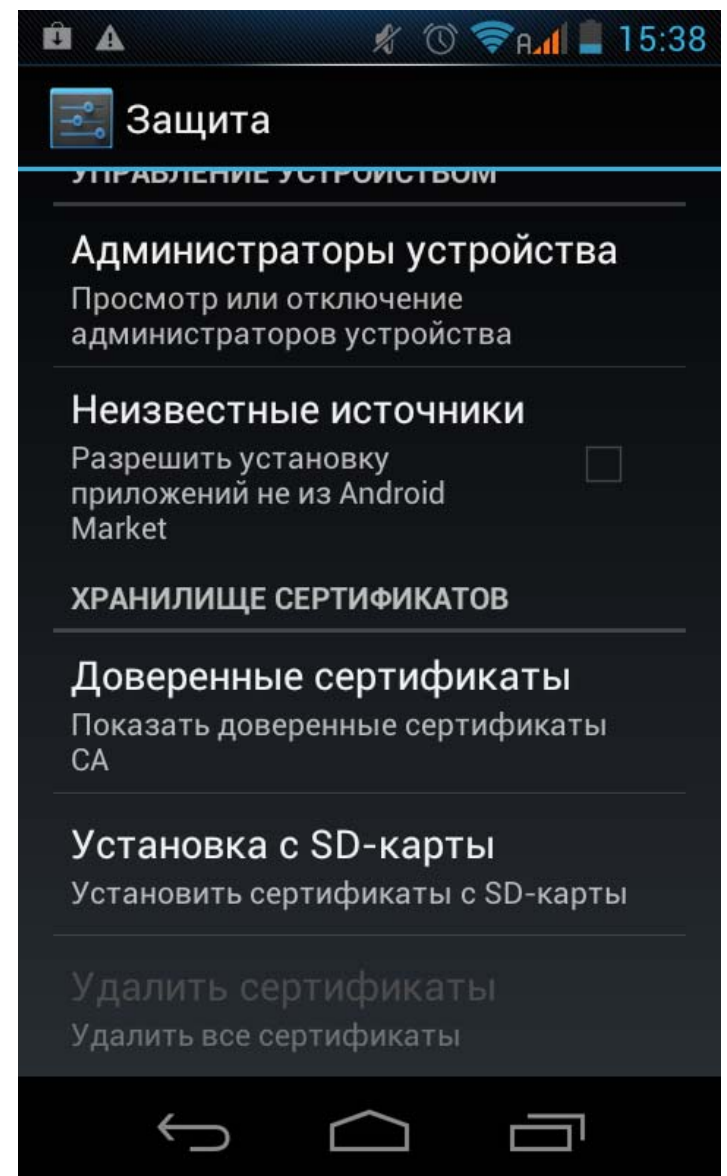 A 15:38
Защита
УПРАВЛЕНИЕ УСТРОЙСТВОМ
Администраторы устройства
Просмотр или отключение
администраторов устройства
Неизвестные источники
Разрешить установку
приложений не из Android
Market
ХРАНИЛИЩЕ СЕРТИФИКАТОВ
Доверенные сертификаты
Показать доверенные сертификаты
CA
Установка с SD-карты
Установить сертификаты с SD-карты
Удалить сертификаты
Удалить все сертификаты